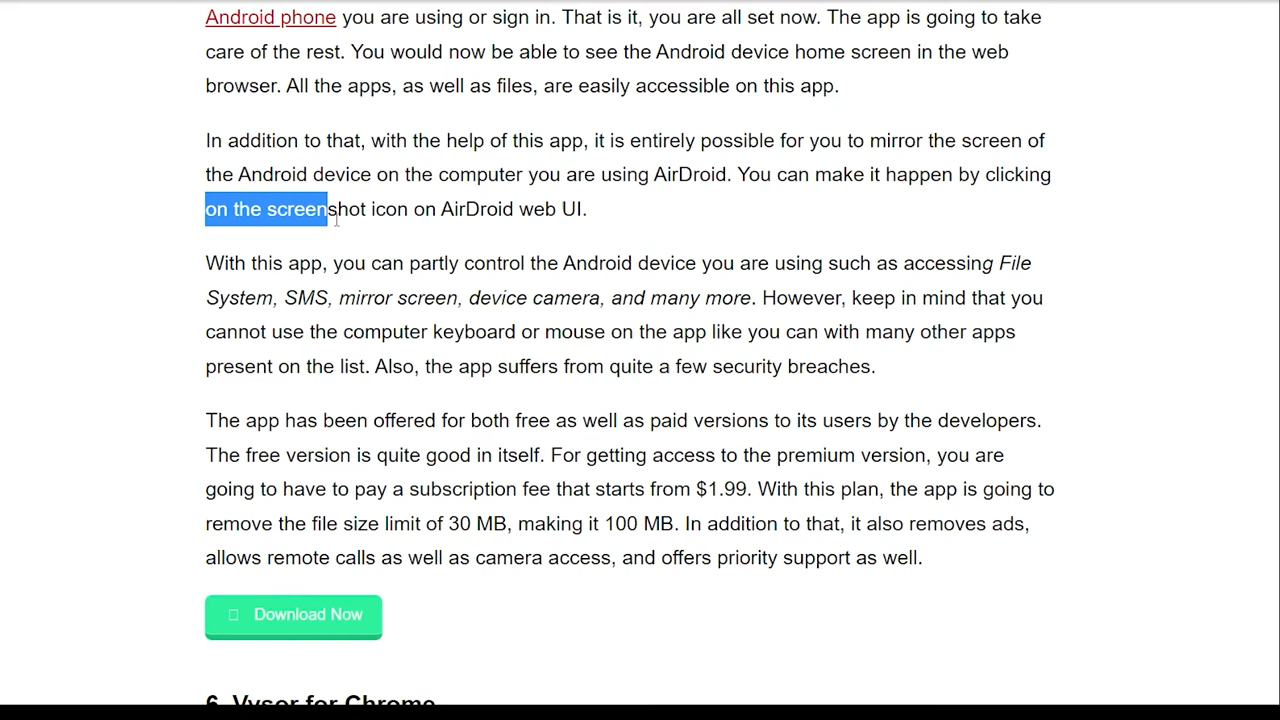 Android phone you are using or sign in. That is it, you are all set now. The app is going to take
care of the rest. You would now be able to see the Android device home screen in the web
browser. All the apps, as well as files, are easily accessible on this app.
In addition to that, with the help of this app, it is entirely possible for you to mirror the screen of
the Android device on the computer you are using AirDroid. You can make it happen by clicking
on the screenshot icon on AirDroid web UI.
With this app, you can partly control the Android device you are using such as accessing File
System, SMS, mirror screen, device camera, and many more. However, keep in mind that you
cannot use the computer keyboard or mouse on the app like you can with many other apps
present on the list. Also, the app suffers from quite a few security breaches.
The app has been offered for both free as well as paid versions to its users by the developers.
The free version is quite good in itself. For getting access to the premium version, you are
going to have to pay a subscription fee that starts from $1.99. With this plan, the app is going to
remove the file size limit of 30 MB, making it 100 MB. In addition to that, it also removes ads,
allows remote calls as well as camera access, and offers priority support as well.
Download Now
6. Vysor for Chrome